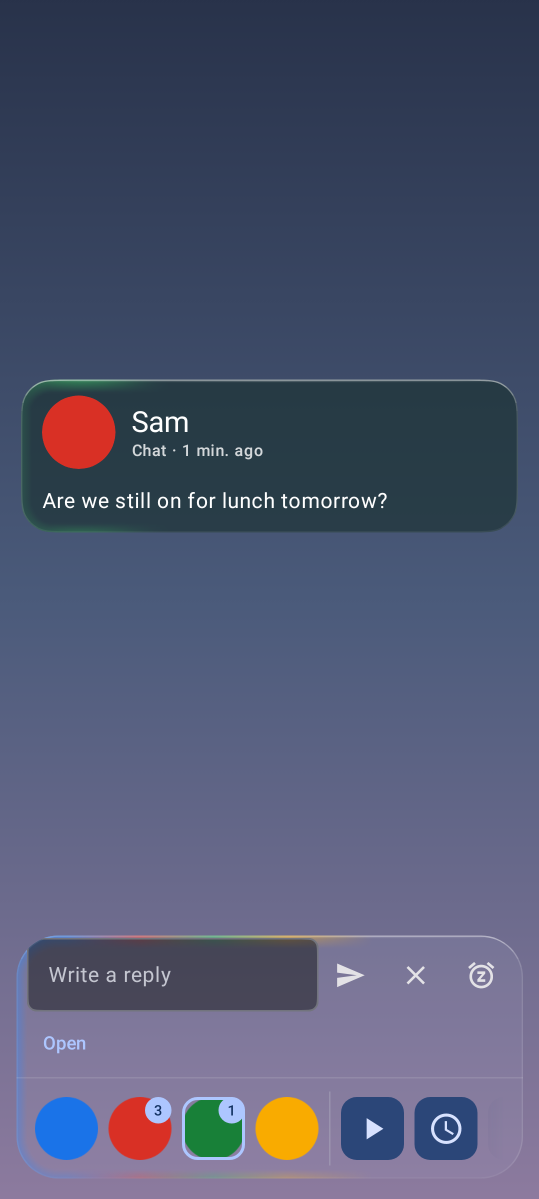 Sam
Chat · 1 min. ago
Are we still on for lunch tomorrow?
Write a reply
Open
3
1